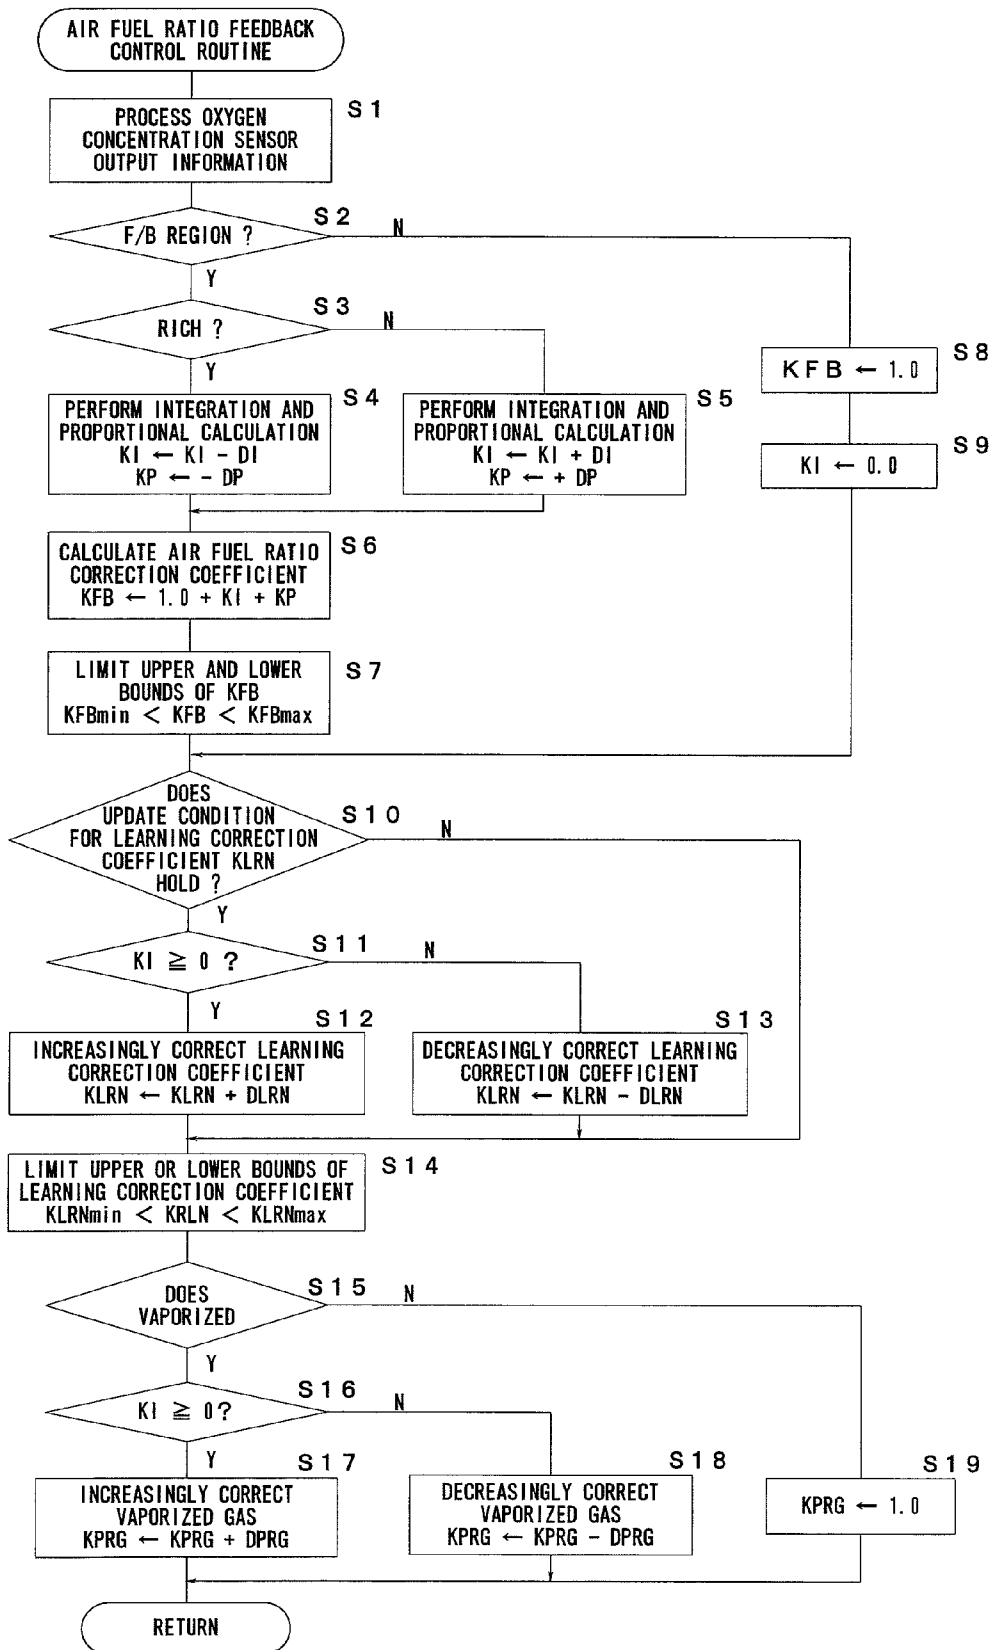 AIR FUEL RATIO FEEDBACK
CONTROL ROUTINE
S1
PROCESS OXYGEN
CONCENTRATION SENSOR
OUTPUT INFORMATION
S2
N
F/B REGION ?
Y
S3
N
RICH ?
Y
S8
KFB ← 1.0
S4
PERFORM INTEGRATION AND
PROPORTIONAL CALCULATION
KI ← KI - DI
KP ← - DP
S5
PERFORM INTEGRATION AND
PROPORTIONAL CALCULATION
KI ← KI + DI
KP ← + DP
S9
KI ← 0.0
S6
CALCULATE AIR FUEL RATIO
CORRECTION COEFFICIENT
KFB ← 1.0 + KI + KP
S7
LIMIT UPPER AND LOWER
BOUNDS OF KFB
KFBmin < KFB < KFBmax
DOES
UPDATE CONDITION
FOR LEARNING CORRECTION
COEFFICIENT KLRN
HOLD ?
S10
N
Y
S11
N
KI ≧ 0 ?
Y
S12
INCREASINGLY CORRECT LEARNING
CORRECTION COEFFICIENT
KLRN ← KLRN + DLRN
S13
DECREASINGLY CORRECT LEARNING
CORRECTION COEFFICIENT
KLRN ← KLRN - DLRN
S14
LIMIT UPPER OR LOWER BOUNDS OF
LEARNING CORRECTION COEFFICIENT
KLRNmin < KRLN < KLRNmax
S15
N
DOES
VAPORIZED
Y
S16
N
KI ≧ 0?
Y
S17
INCREASINGLY CORRECT
VAPORIZED GAS
KPRG ← KPRG + DPRG
S18
DECREASINGLY CORRECT
VAPORIZED GAS
KPRG ← KPRG - DPRG
S19
KPRG ← 1.0
RETURN